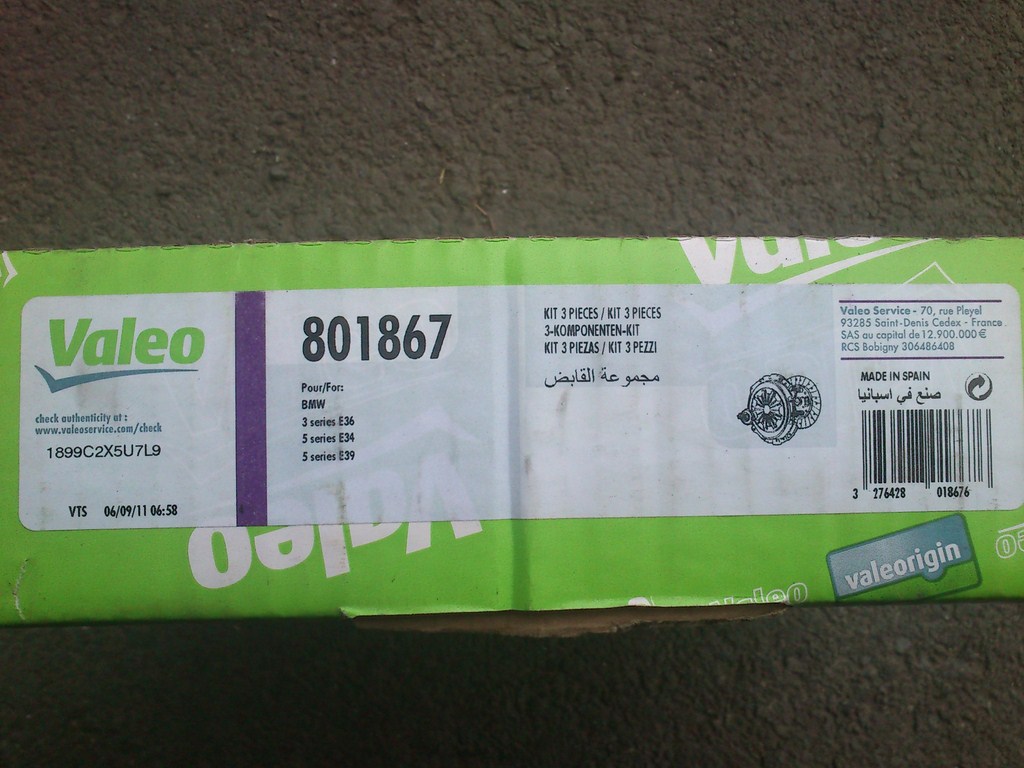 Valeo
check authenticity at :
www.valeoservice.com/check
1899C2X5U7L9
VTS 06/09/11 06:58
801867
Pour/For:
BMW
3 series E36
5 series E34
5 series E39
KIT 3 PIECES / KIT 3 PIECES
3-KOMPONENTEN-KIT
KIT 3 PIEZAS / KIT 3 PEZZI
مجموعة القابض
Valeo Service - 70, rue Pleyel
93285 Saint-Denis Cedex - France
SAS au capital de 12.900.000 €
RCS Bobigny 306486408
MADE IN SPAIN
صنع في اسبانيا
3 276428 018676
Valeo
Valeo
valeorigin